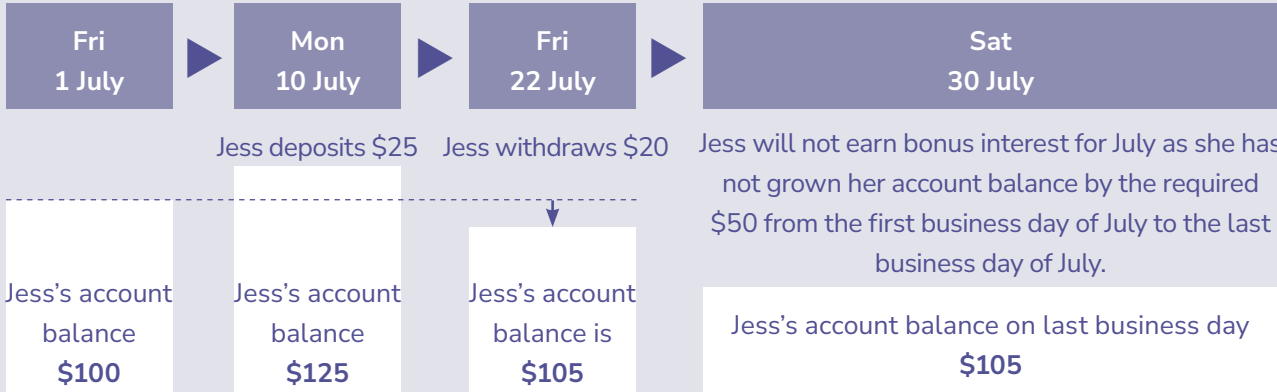 Fri
1 July
Mon
10 July
Fri
22 July
Sat
30 July
Jess deposits $25
Jess withdraws $20
Jess will not earn bonus interest for July as she has
not grown her account balance by the required
$50 from the first business day of July to the last
business day of July.
Jess’s account
balance
$100
Jess’s account
balance
$125
Jess’s account
balance is
$105
Jess’s account balance on last business day
$105